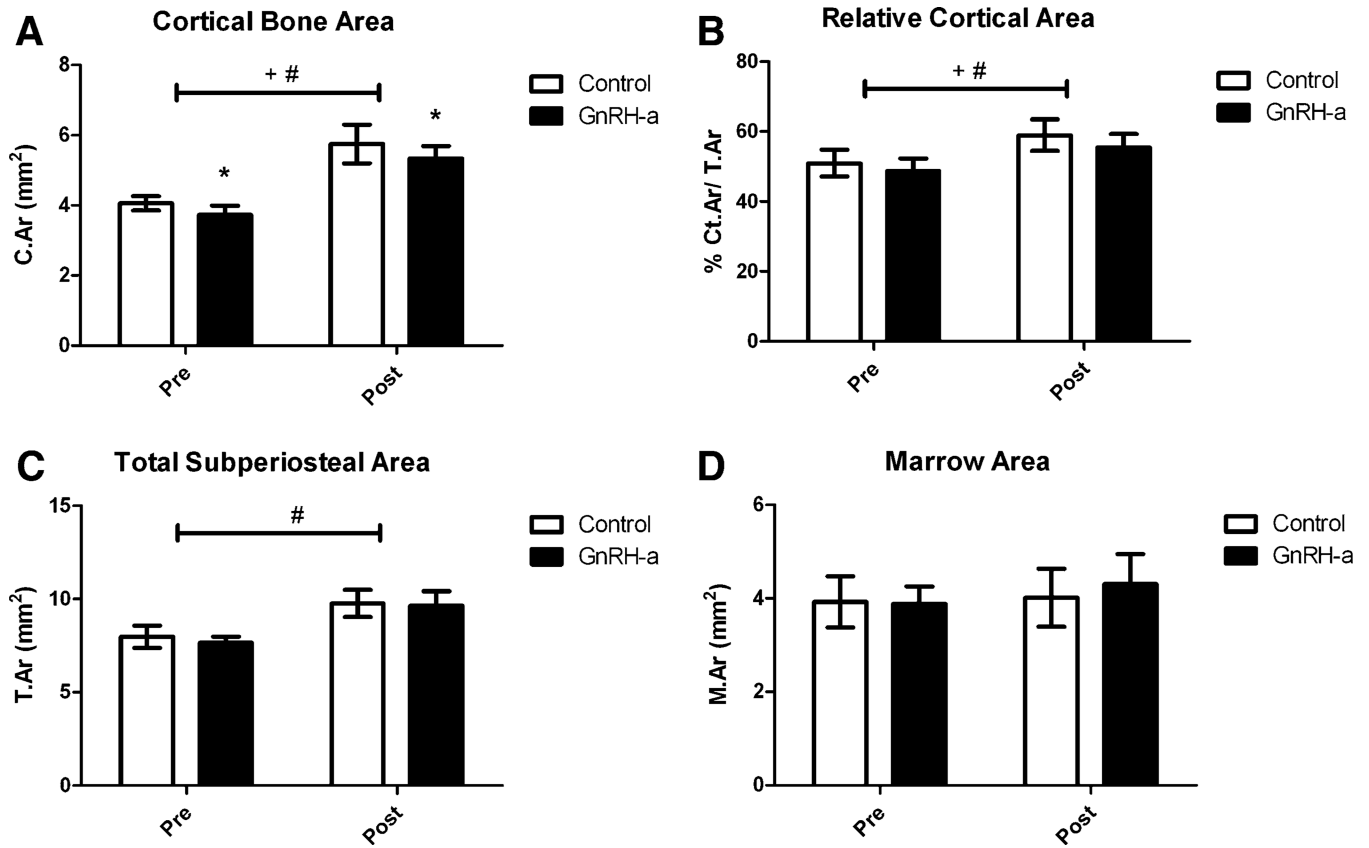 A
Cortical Bone Area
8
6
4
2
0
C.Ar (mm²)
+ #
*
*
Pre
Post
Control
GnRH-a
B
Relative Cortical Area
80
60
40
20
0
% Ct.Ar/ T.Ar
+ #
Pre
Post
Control
GnRH-a
C
Total Subperiosteal Area
15
10
5
0
T.Ar (mm²)
#
Pre
Post
Control
GnRH-a
D
Marrow Area
6
4
2
0
M.Ar (mm²)
Pre
Post
Control
GnRH-a